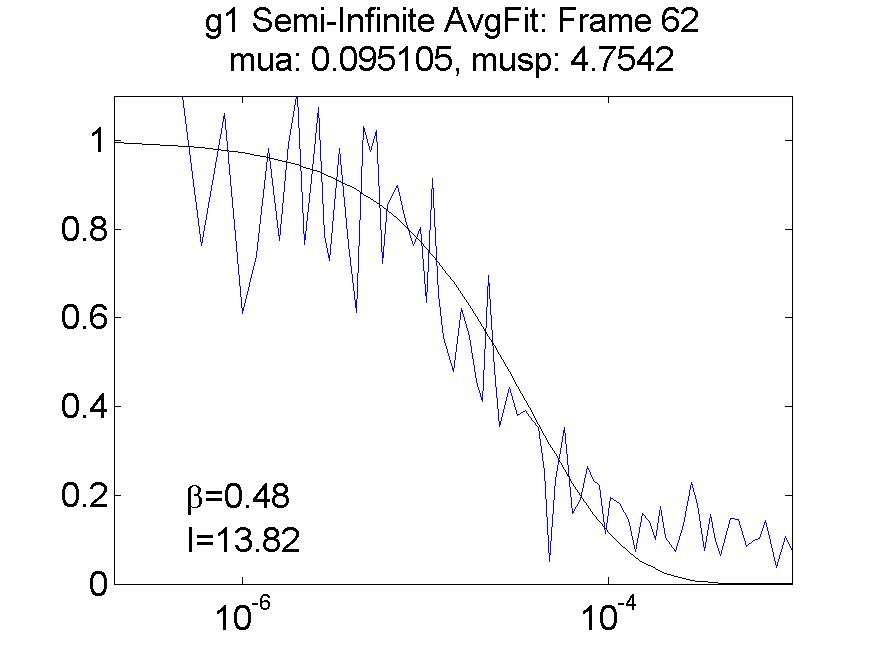 g1 Semi-Infinite AvgFit: Frame 62
mua: 0.095105, musp: 4.7542
1
0.8
0.6
0.4
0.2
0
β=0.48
I=13.82
10^-6
10^-4